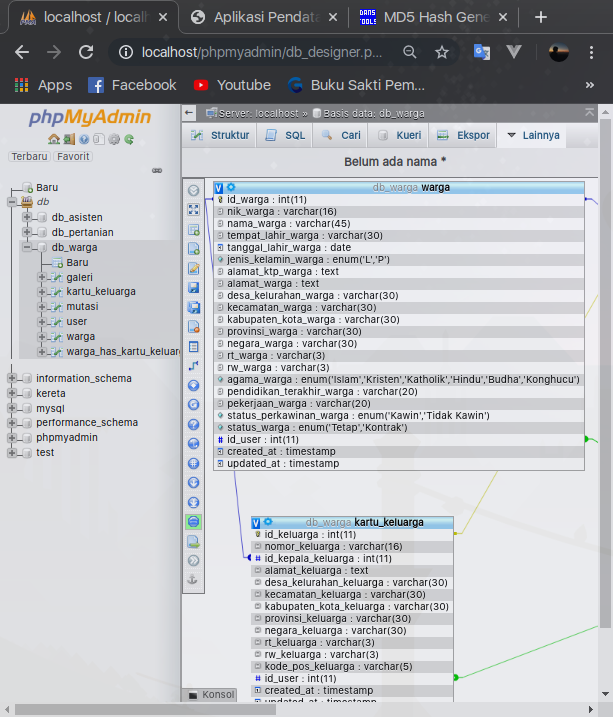 localhost / localh
Aplikasi Pendata
DANS TOOLS
MD5 Hash Gene
localhost/phpmyadmin/db_designer.p...
Apps
Facebook
YouTube
Buku Sakti Pem...
phpMyAdmin
Terbaru
Favorit
Baru
db
db_asisten
db_pertanian
db_warga
Baru
galeri
kartu_keluarga
mutasi
user
warga
warga_has_kartu_keluar
information_schema
kereta
mysql
performance_schema
phpmyadmin
test
Server: localhost » Basis data: db_warga
Struktur
SQL
Cari
Kueri
Ekspor
Lainnya
Belum ada nama *
V db_warga warga
id_warga : int(11)
nik_warga : varchar(16)
nama_warga : varchar(45)
tempat_lahir_warga : varchar(30)
tanggal_lahir_warga : date
jenis_kelamin_warga : enum('L','P')
alamat_ktp_warga : text
alamat_warga : text
desa_kelurahan_warga : varchar(30)
kecamatan_warga : varchar(30)
kabupaten_kota_warga : varchar(30)
provinsi_warga : varchar(30)
negara_warga : varchar(30)
rt_warga : varchar(3)
rw_warga : varchar(3)
agama_warga : enum('Islam','Kristen','Katholik','Hindu','Budha','Konghucu')
pendidikan_terakhir_warga : varchar(20)
pekerjaan_warga : varchar(20)
status_perkawinan_warga : enum('Kawin','Tidak Kawin')
status_warga : enum('Tetap','Kontrak')
id_user : int(11)
created_at : timestamp
updated_at : timestamp
V db_warga kartu_keluarga
id_keluarga : int(11)
nomor_keluarga : varchar(16)
id_kepala_keluarga : int(11)
alamat_keluarga : text
desa_kelurahan_keluarga : varchar(30)
kecamatan_keluarga : varchar(30)
kabupaten_kota_keluarga : varchar(30)
provinsi_keluarga : varchar(30)
negara_keluarga : varchar(30)
rt_keluarga : varchar(3)
rw_keluarga : varchar(3)
kode_pos_keluarga : varchar(5)
id_user : int(11)
created_at : timestamp
updated_at : timestamp
Konsol